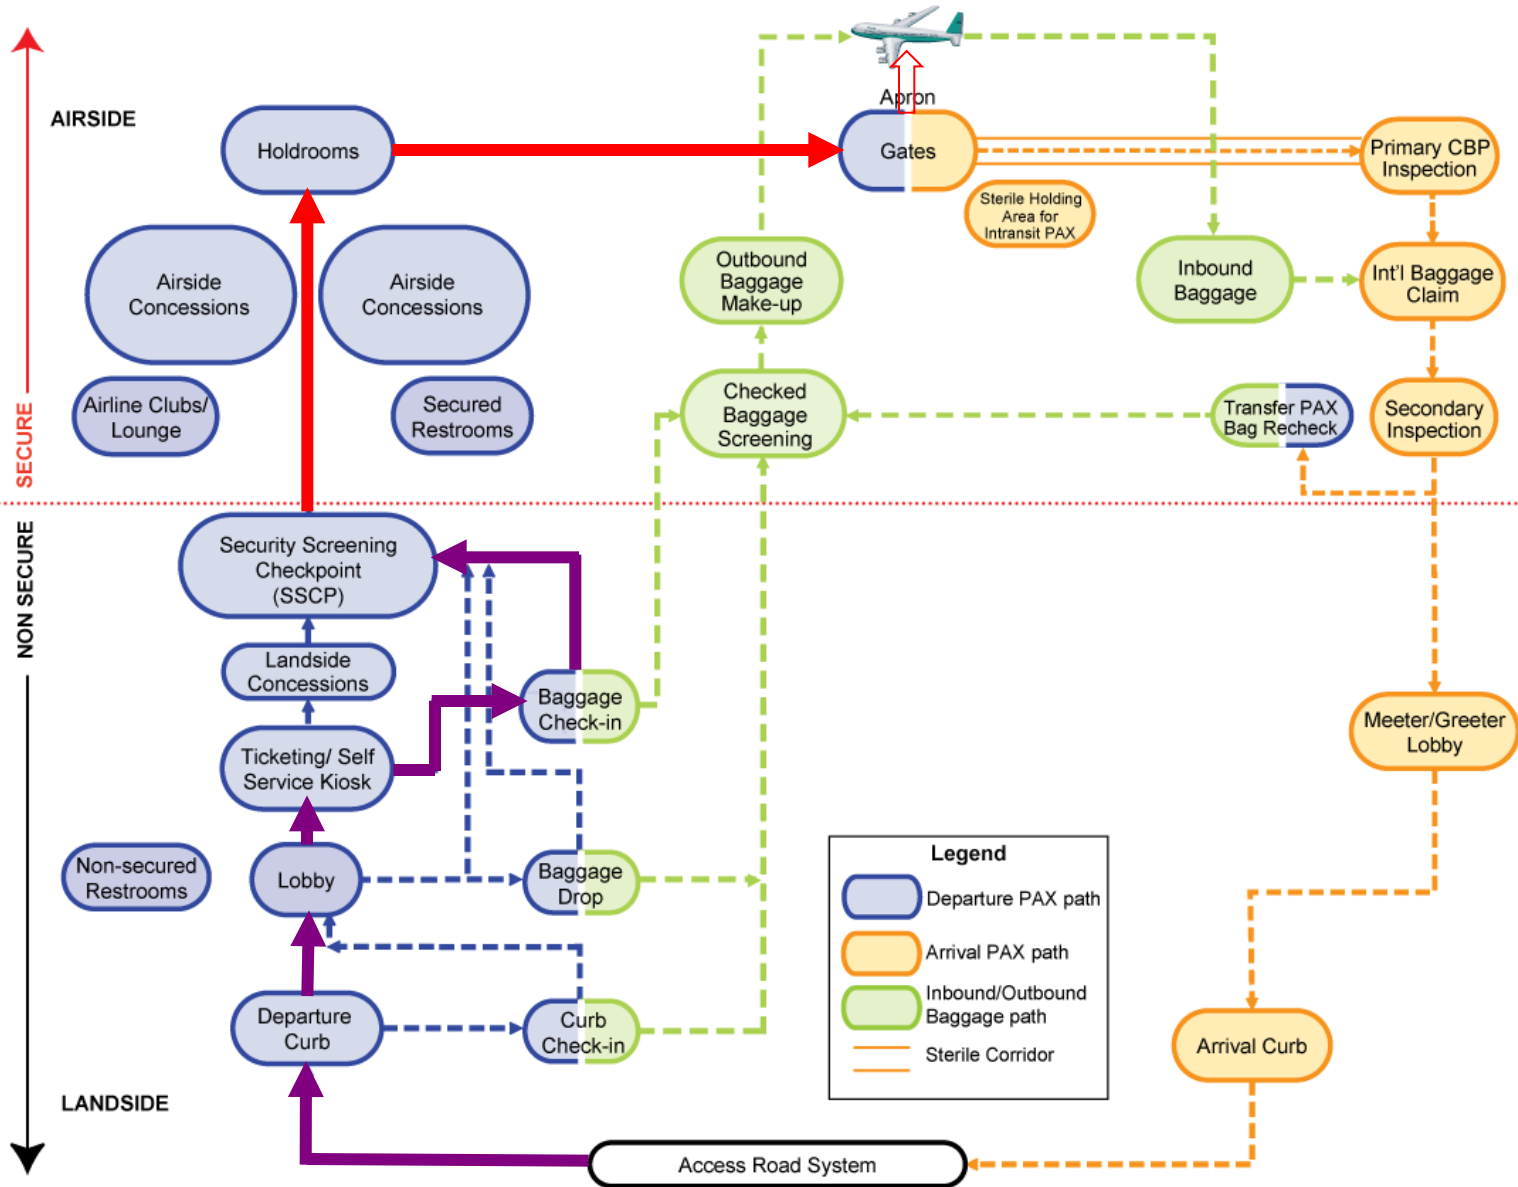 AIRSIDE
SECURE
NON SECURE
LANDSIDE
Apron
Holdrooms
Gates
Primary CBP
Inspection
Sterile Holding
Area for
Intransit PAX
Airside
Concessions
Airside
Concessions
Outbound
Baggage
Make-up
Inbound
Baggage
Int'l Baggage
Claim
Airline Clubs/
Lounge
Secured
Restrooms
Checked
Baggage
Screening
Transfer PAX
Bag Recheck
Secondary
Inspection
Security Screening
Checkpoint
(SSCP)
Landside
Concessions
Baggage
Check-in
Ticketing/ Self
Service Kiosk
Meeter/Greeter
Lobby
Non-secured
Restrooms
Lobby
Baggage
Drop
Departure
Curb
Curb
Check-in
Legend
Departure PAX path
Arrival PAX path
Inbound/Outbound
Baggage path
Sterile Corridor
Arrival Curb
Access Road System